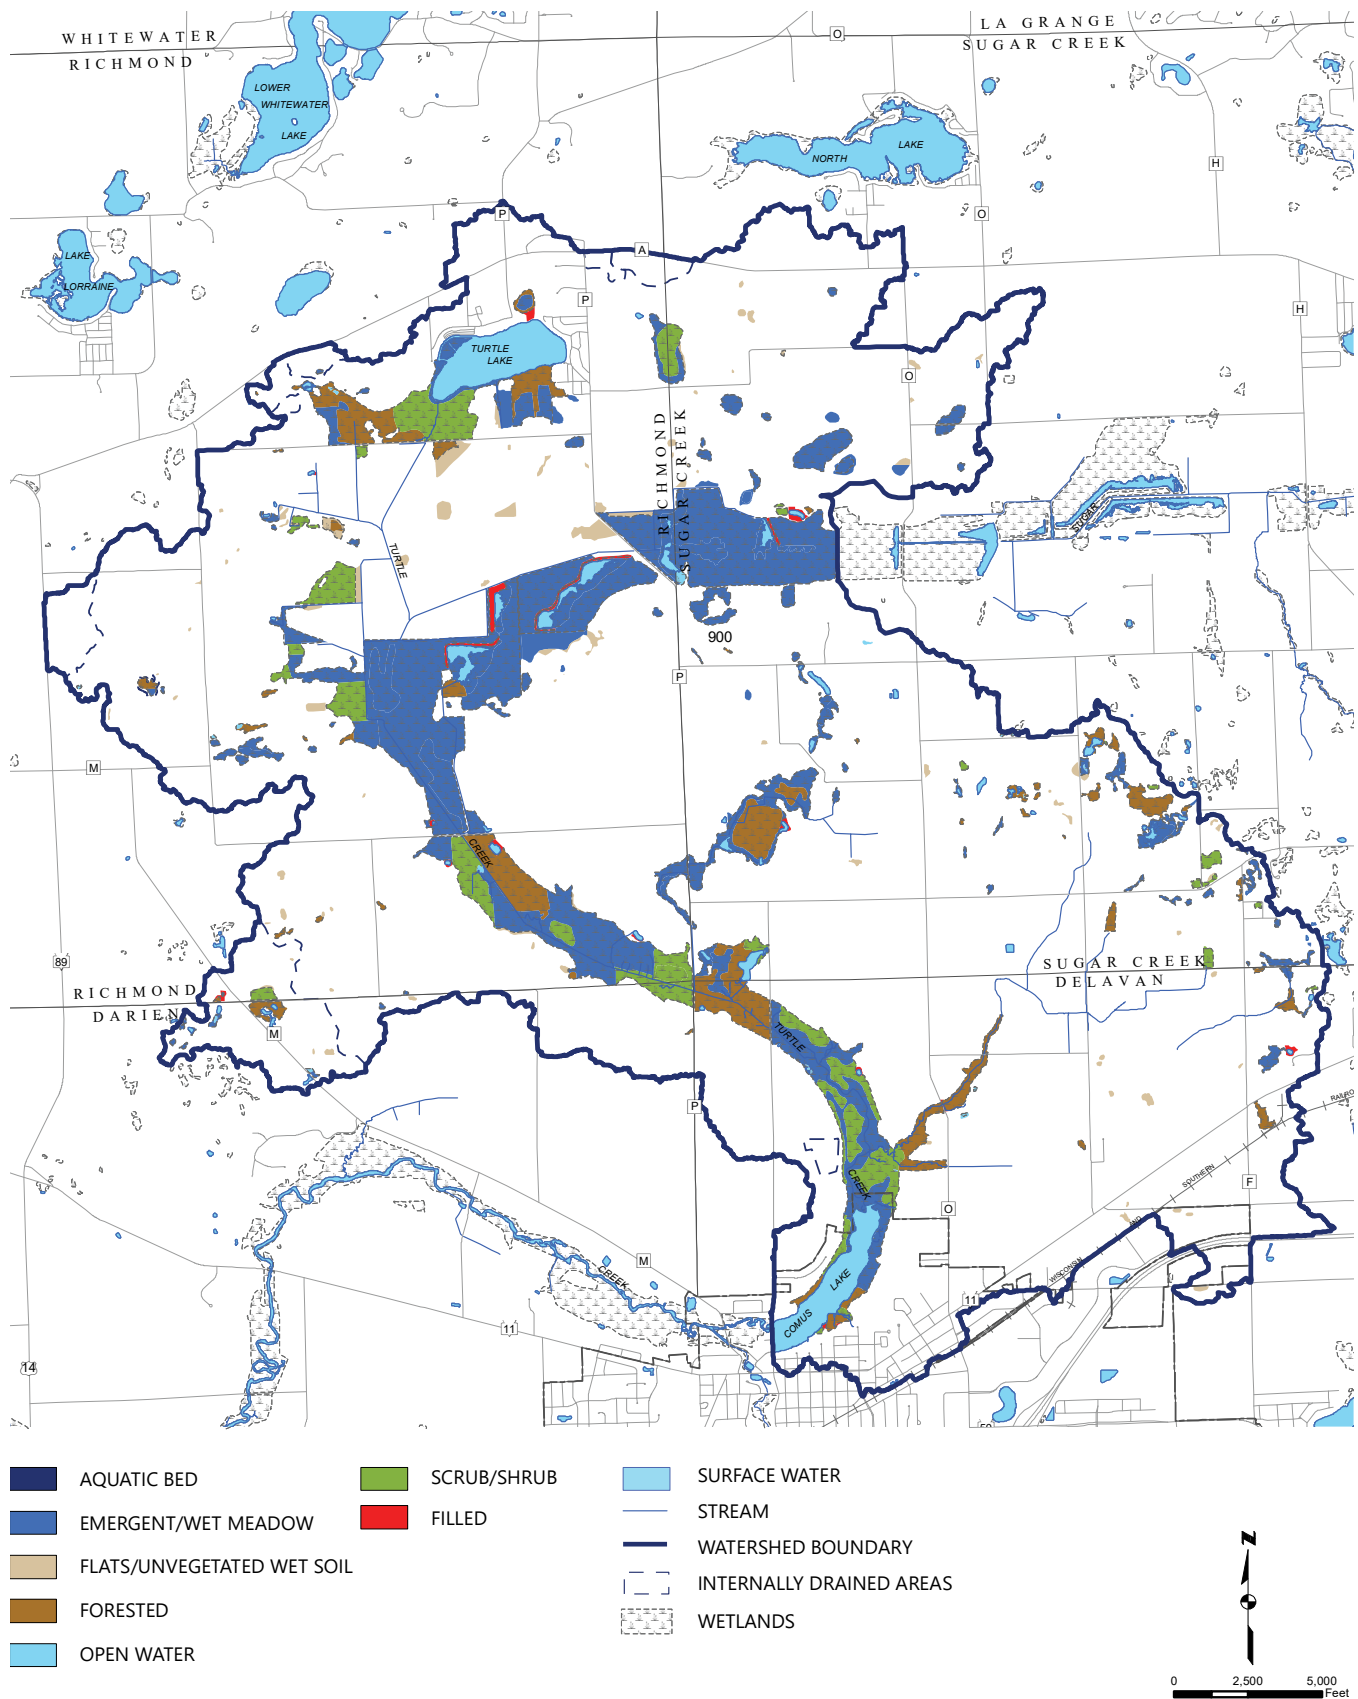 WHITEWATER
RICHMOND
LA GRANGE
SUGAR CREEK
O
LOWER
WHITEWATER
LAKE
NORTH
LAKE
H
P
O
A
LAKE
LORRAINE
P
H
TURTLE
LAKE
O
RICHMOND
SUGAR CREEK
SUGAR
TURTLE
900
P
M
CREEK
89
SUGAR CREEK
DELAVAN
RICHMOND
DARIEN
M
TURTLE
P
RAILRO
SOUTHERN
CREEK
F
O
AND
M
WISCONSIN
CREEK
LAKE
COMUS
11
11
14
AQUATIC BED
EMERGENT/WET MEADOW
FLATS/UNVEGETATED WET SOIL
FORESTED
OPEN WATER
SCRUB/SHRUB
FILLED
SURFACE WATER
STREAM
WATERSHED BOUNDARY
INTERNALLY DRAINED AREAS
WETLANDS
N
0 2,500 5,000
Feet